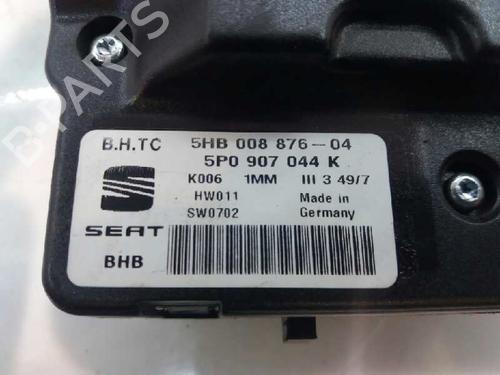 B-PARTS
B.H.TC 5HB 008 876-04
5P0 907 044 K
K006 1MM III 3 49/7
HW011 Made in
SW0702 Germany
SEAT
BHB